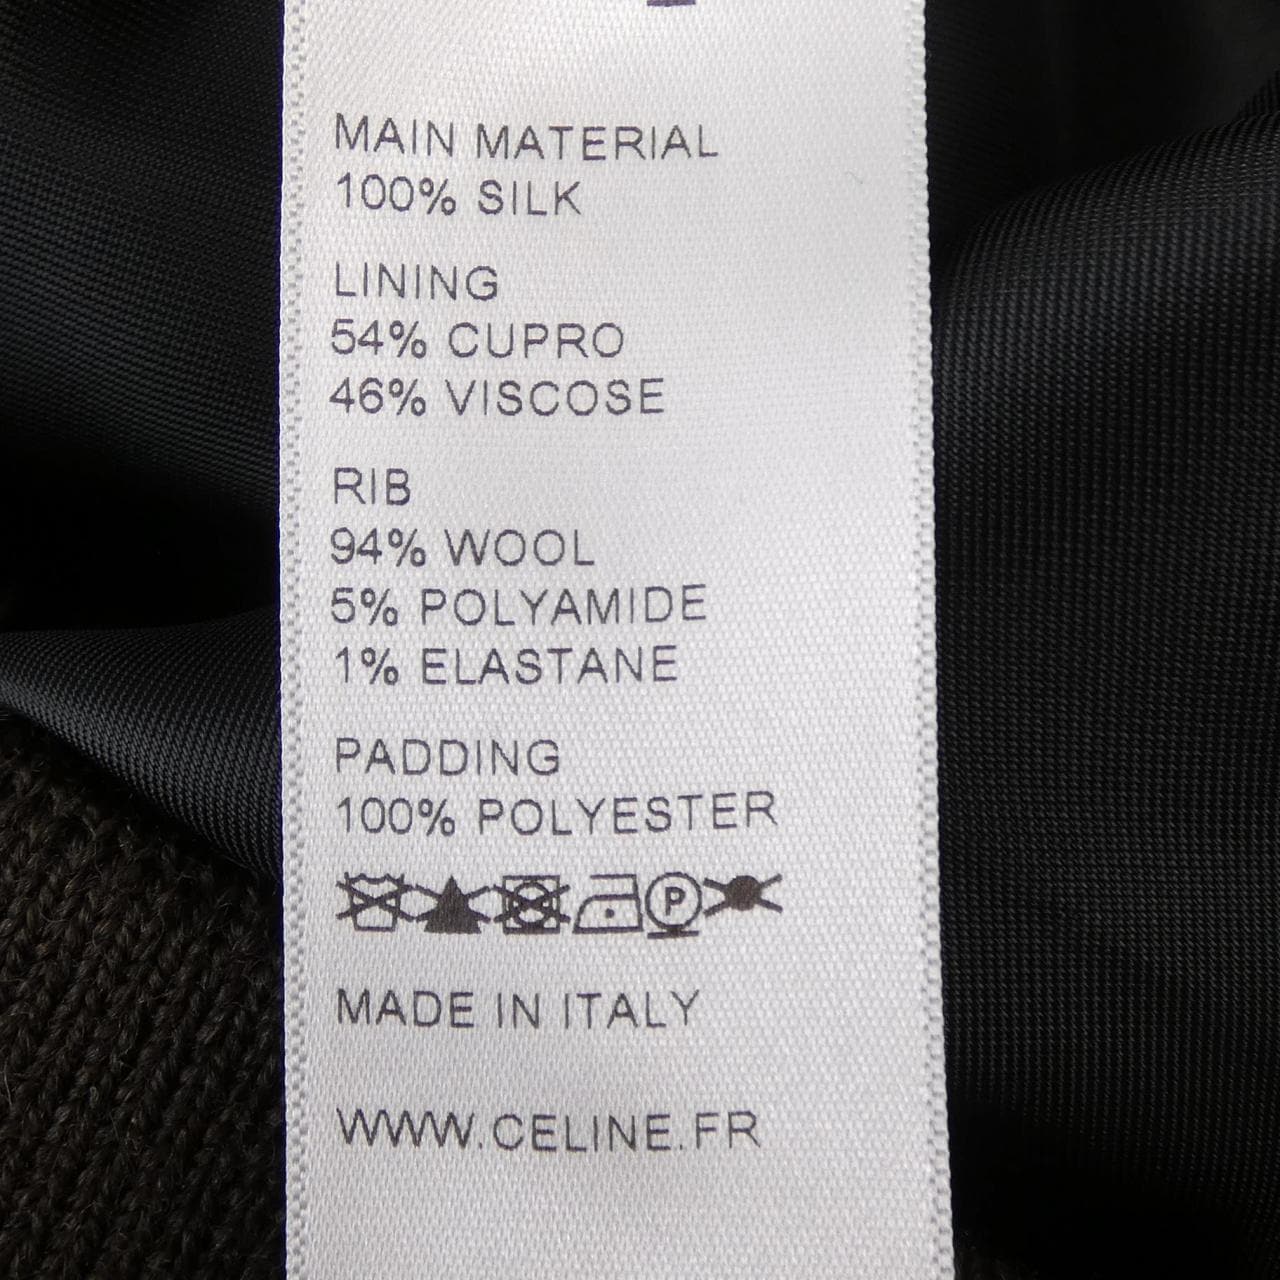 MAIN MATERIAL
100% SILK
LINING
54% CUPRO
46% VISCOSE
RIB
94% WOOL
5% POLYAMIDE
1% ELASTANE
PADDING
100% POLYESTER
P
MADE IN ITALY
WWW.CELINE.FR